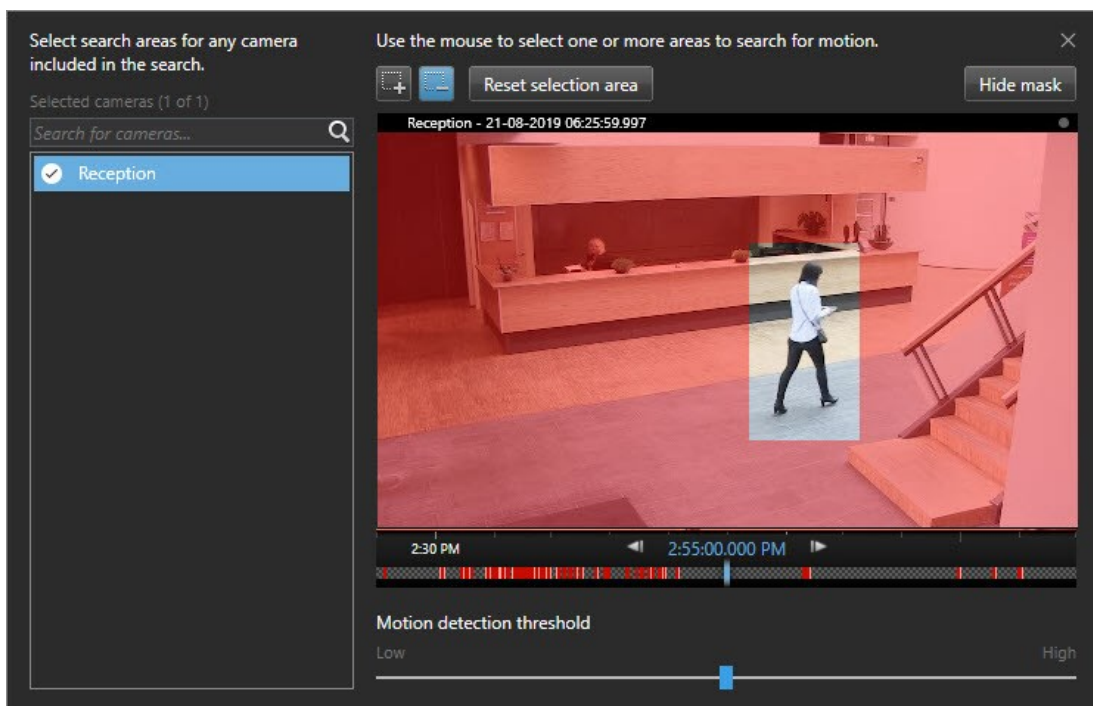 Select search areas for any camera
included in the search.
Selected cameras (1 of 1)
Search for cameras...
Reception
Use the mouse to select one or more areas to search for motion.
Reset selection area
Hide mask
Reception - 21-08-2019 06:25:59.997
2:30 PM
2:55:00.000 PM
Motion detection threshold
Low
High